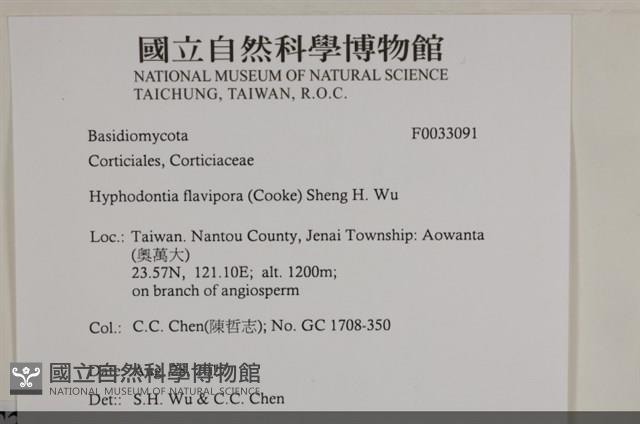 國立自然科學博物館
NATIONAL MUSEUM OF NATURAL SCIENCE
TAICHUNG, TAIWAN, R.O.C.
Basidiomycota F0033091
Corticiales, Corticiaceae
Hyphodontia flavipora (Cooke) Sheng H. Wu
Loc.: Taiwan. Nantou County, Jenai Township: Aowanta
(奧萬大)
23.57N, 121.10E; alt. 1200m;
on branch of angiosperm
Col.: C.C. Chen(陳哲志); No. GC 1708-350
國立自然科學博物館
NATIONAL MUSEUM OF NATURAL SCIENCE
Det:: S.H. Wu & C.C. Chen